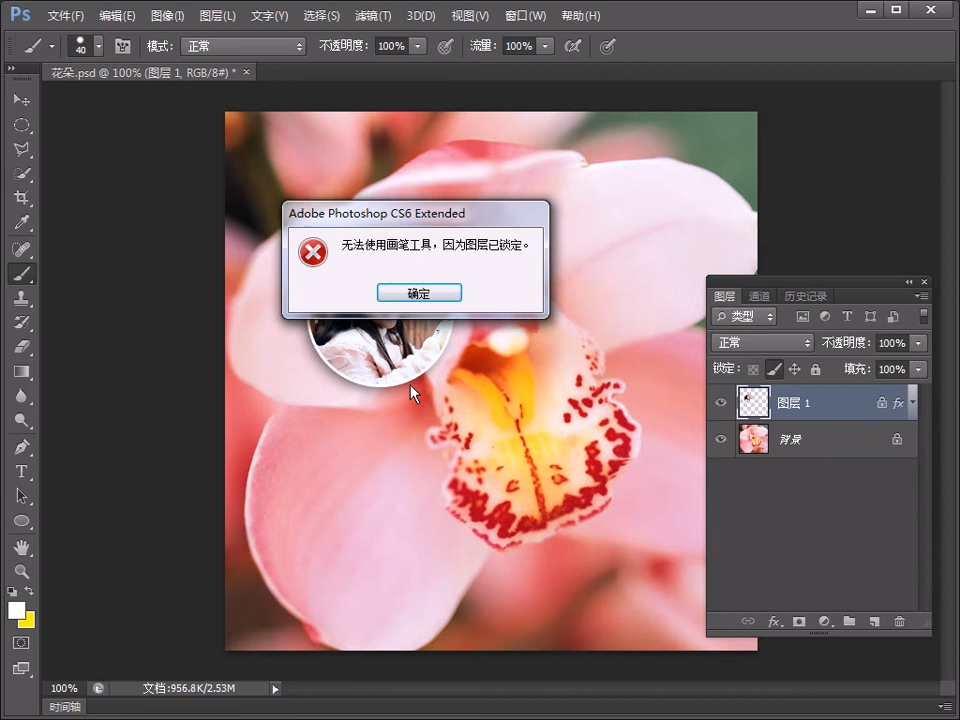 Ps 文件(F) 编辑(E) 图像(I) 图层(L) 文字(Y) 选择(S) 滤镜(T) 3D(D) 视图(V) 窗口(W) 帮助(H)
40 模式: 正常 不透明度: 100% 流量: 100%
花朵.psd @ 100% (图层 1, RGB/8#) * ×
Adobe Photoshop CS6 Extended
无法使用画笔工具，因为图层已锁定。
确定
图层 通道 历史记录
类型
正常 不透明度: 100%
锁定: 填充: 100%
图层 1 fx
背景
fx.
100% 文档:956.8K/2.53M
时间轴